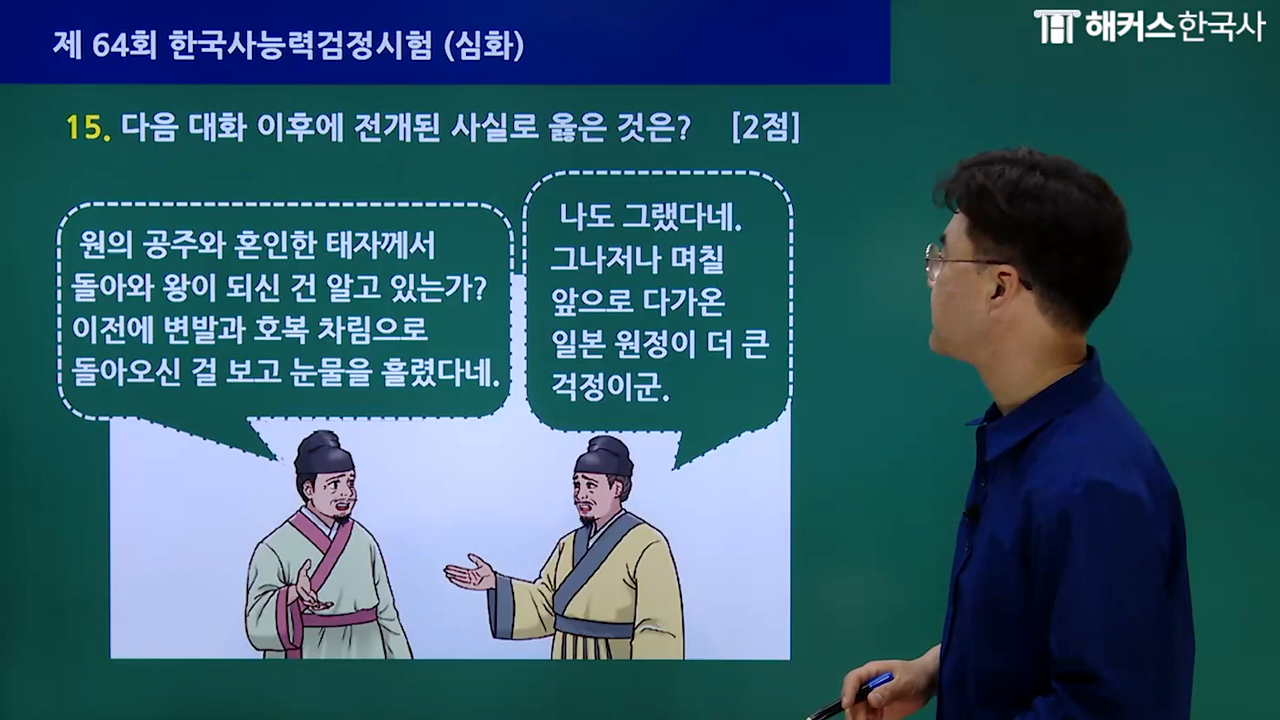 제 64회 한국사능력검정시험 (심화)
해커스한국사
15. 다음 대화 이후에 전개된 사실로 옳은 것은? [2점]
원의 공주와 혼인한 태자께서
돌아와 왕이 되신 건 알고 있는가?
이전에 변발과 호복 차림으로
돌아오신 걸 보고 눈물을 흘렸다네.
나도 그랬다네.
그나저나 며칠
앞으로 다가온
일본 원정이 더 큰
걱정이군.